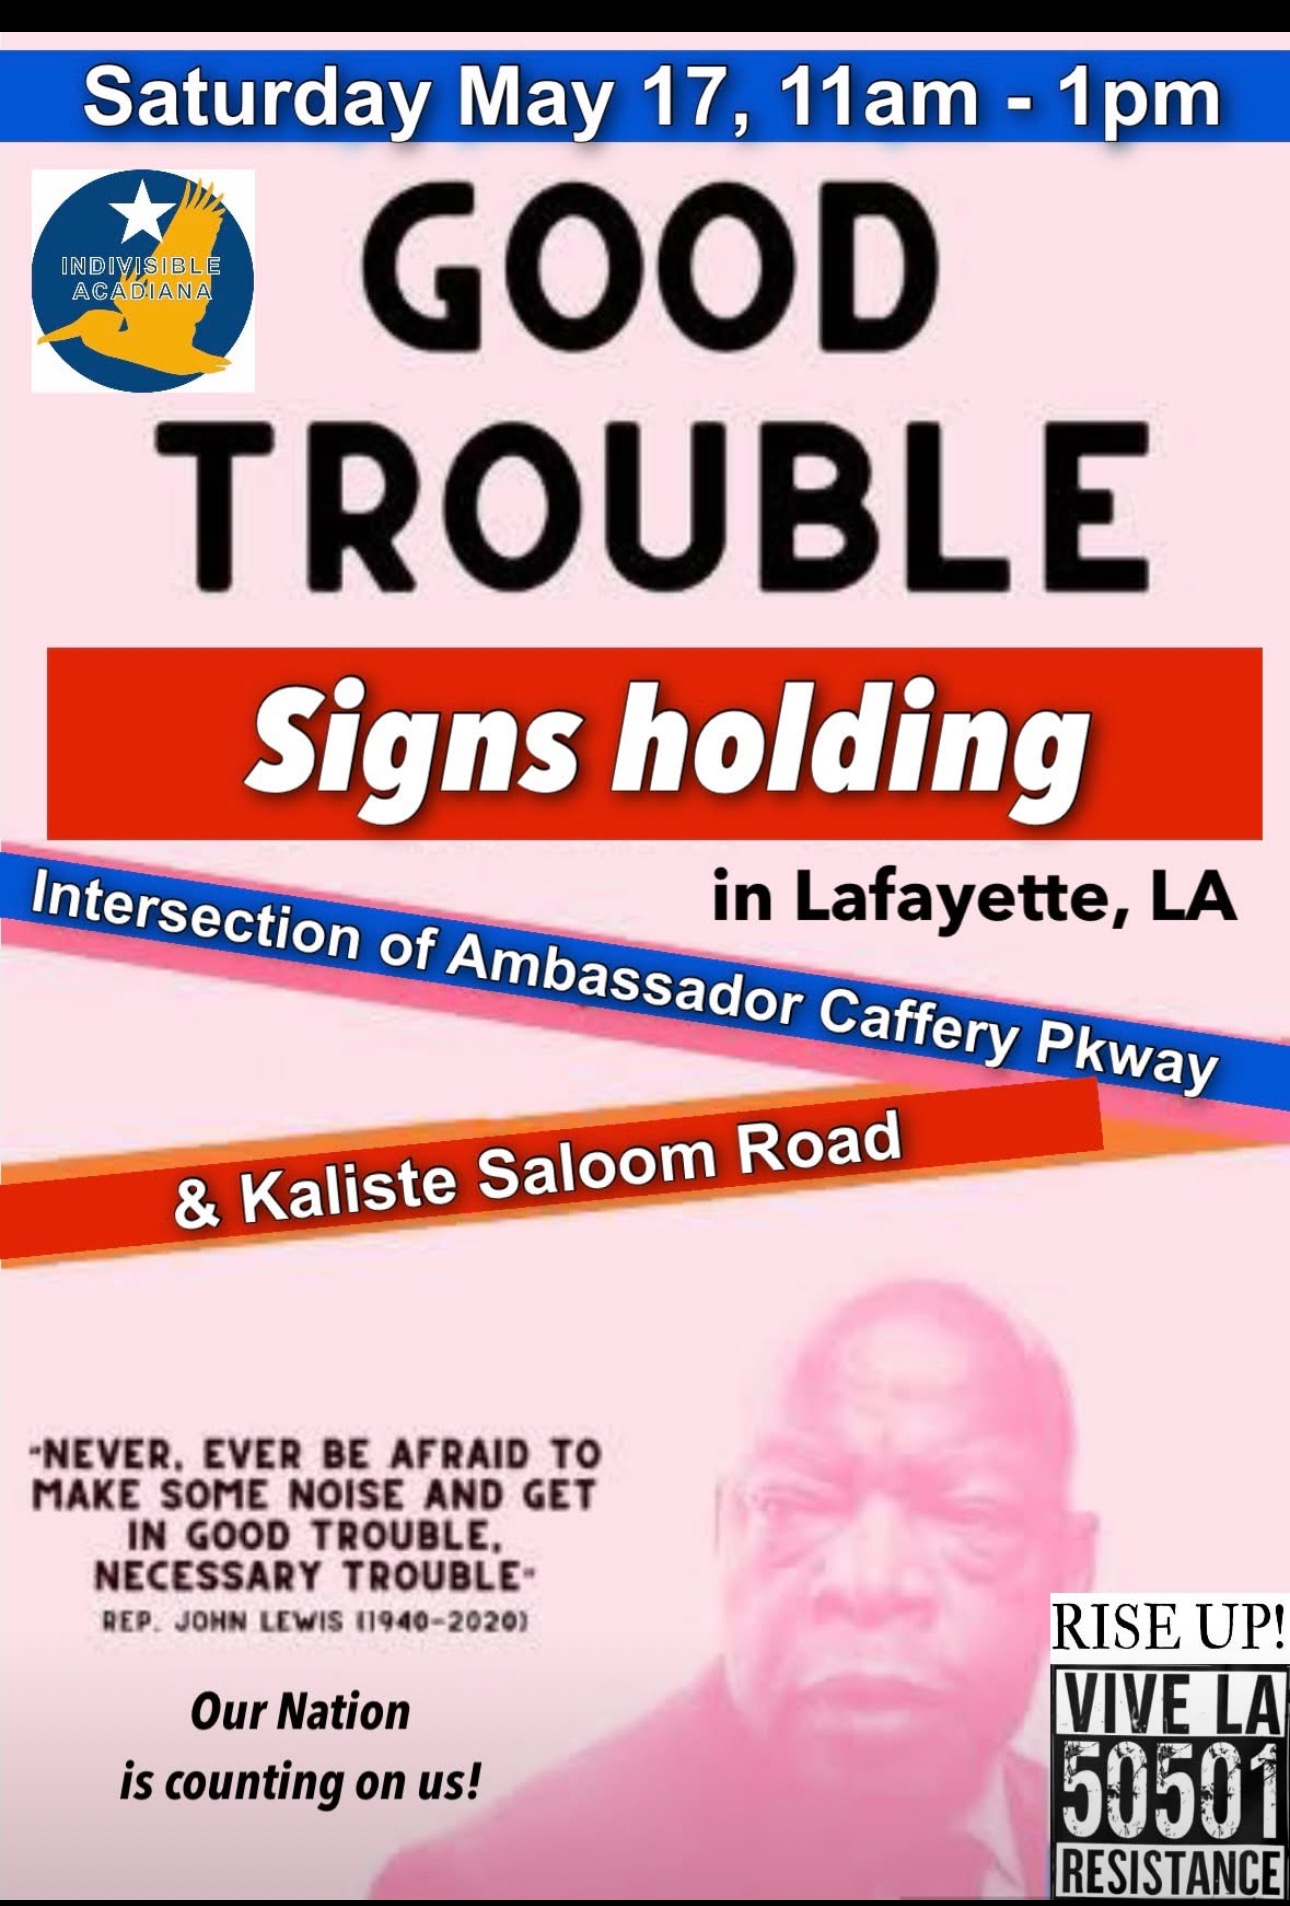 Saturday May 17, 11am - 1pm
INDIVISIBLE
ACADIANA
GOOD
TROUBLE
Signs holding
in Lafayette, LA
Intersection of Ambassador Caffery Pkway
& Kaliste Saloom Road
"NEVER, EVER BE AFRAID TO
MAKE SOME NOISE AND GET
IN GOOD TROUBLE,
NECESSARY TROUBLE"
REP. JOHN LEWIS (1940-2020)
Our Nation
is counting on us!
RISE UP!
VIVE LA
50501
RESISTANCE